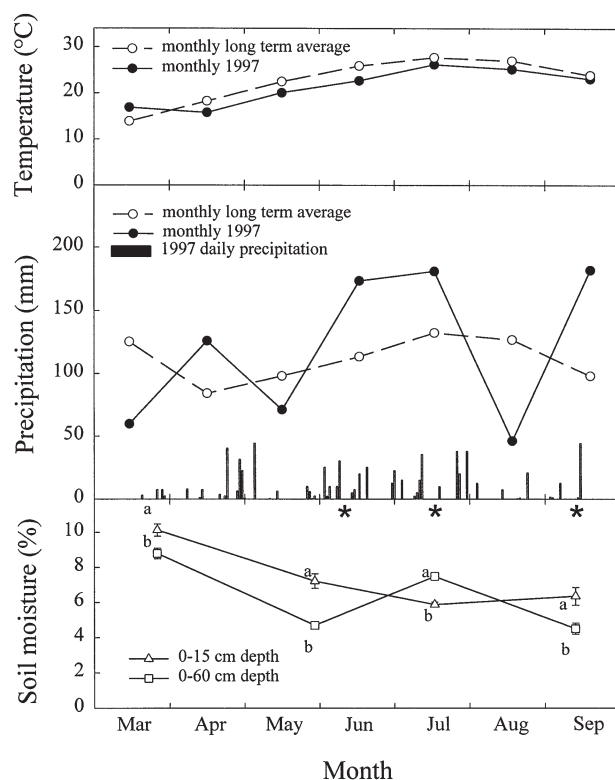 Temperature (°C)
30
20
10
0
monthly long term average
monthly 1997
Precipitation (mm)
200
150
100
50
0
monthly long term average
monthly 1997
1997 daily precipitation
* * *
Soil moisture (%)
10
8
6
4
2
0
a
b
a
b
a
b
a
b
0-15 cm depth
0-60 cm depth
Mar Apr May Jun Jul Aug Sep
Month